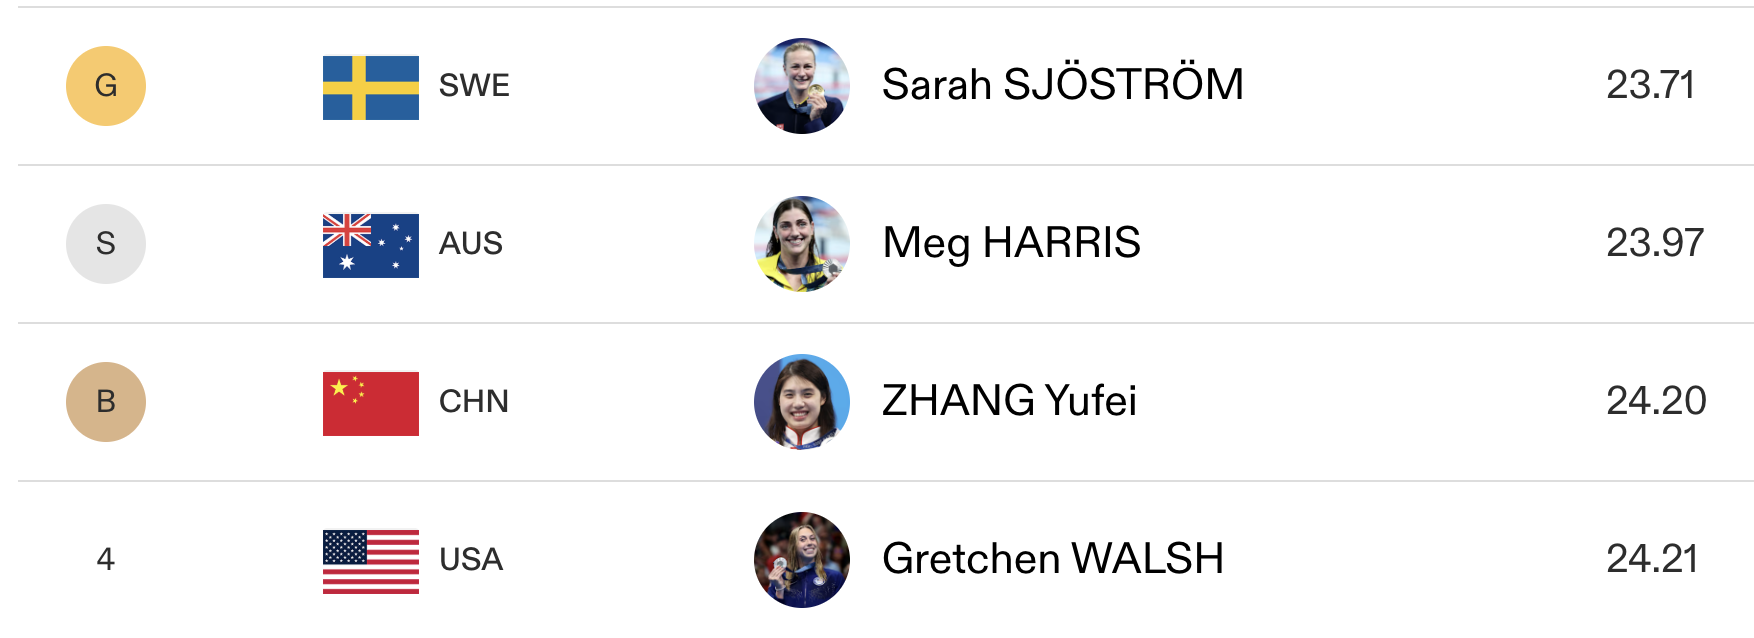 G SWE Sarah SJÖSTRÖM 23.71
S AUS Meg HARRIS 23.97
B CHN ZHANG Yufei 24.20
4 USA Gretchen WALSH 24.21